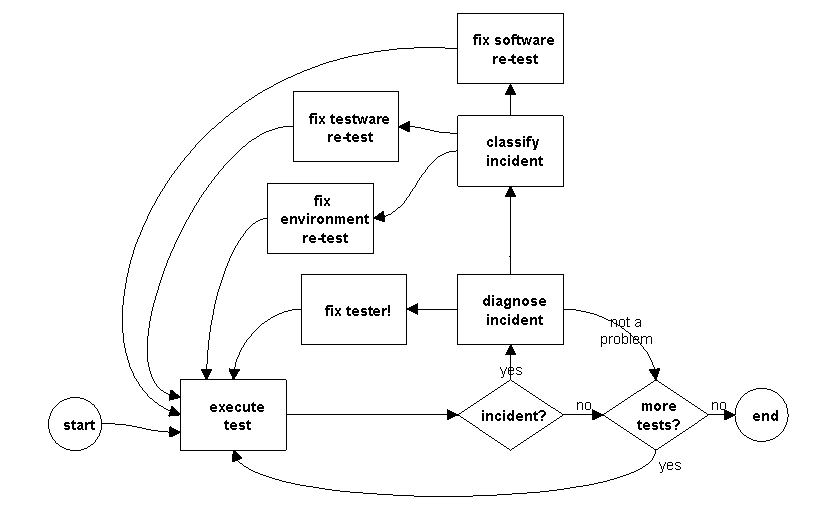 fix software
re-test
fix testware
re-test
classify
incident
fix
environment
re-test
fix tester!
diagnose
incident
not a
problem
yes
start
execute
test
incident?
no
more
tests?
no
end
yes